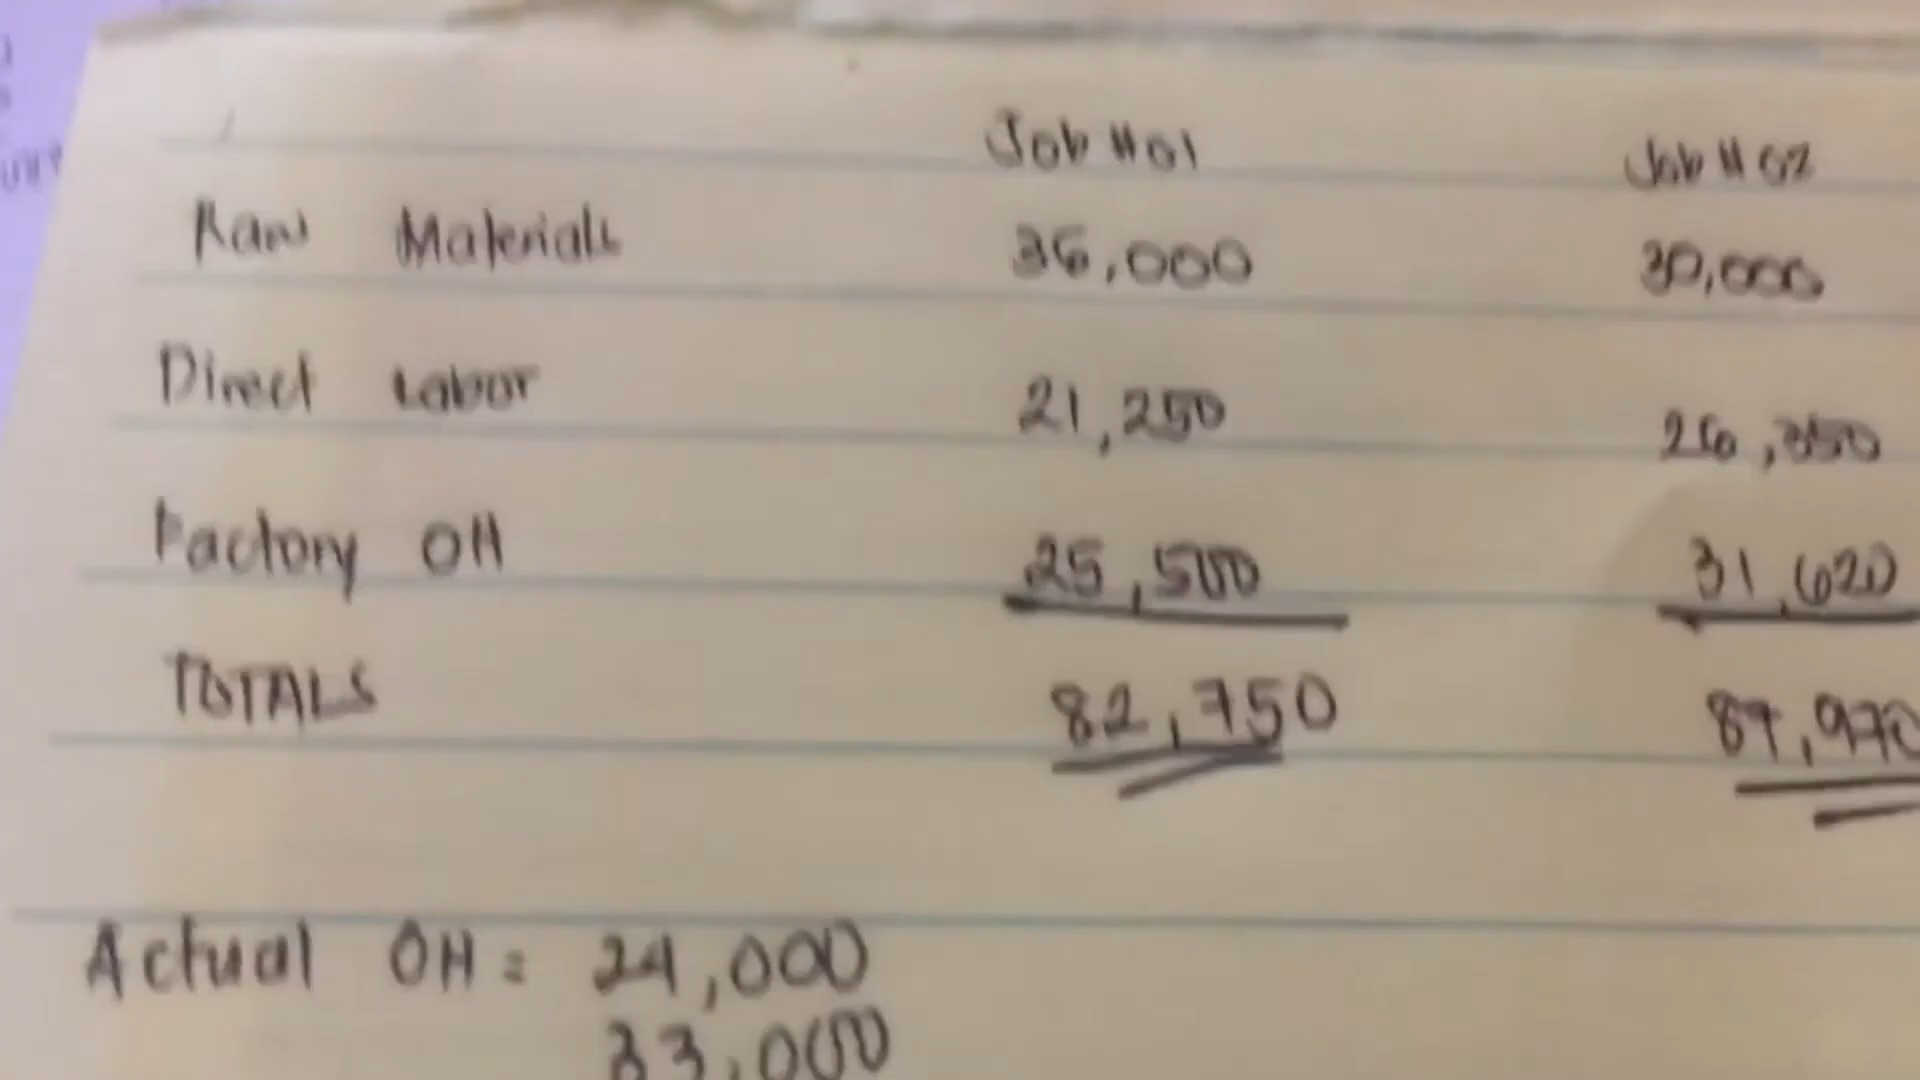 Job #01 Job #02
Raw Materials 36,000 30,000
Direct Labor 21,250 26,350
Factory OH 25,500 31,620
TOTALS 82,750 87,970
Actual OH = 24,000
33,000